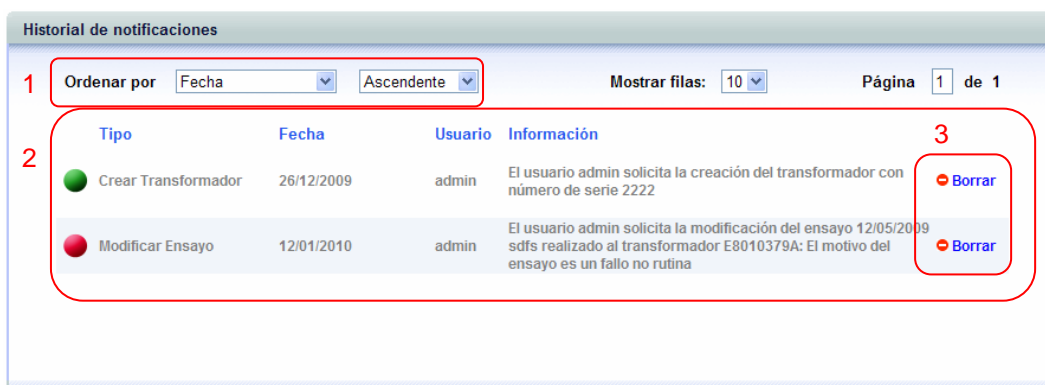 Historial de notificaciones
1 Ordenar por Fecha Ascendente Mostrar filas: 10 Página 1 de 1
2 Tipo Fecha Usuario Información 3
Crear Transformador 26/12/2009 admin El usuario admin solicita la creación del transformador con
número de serie 2222 Borrar
Modificar Ensayo 12/01/2010 admin El usuario admin solicita la modificación del ensayo 12/05/2009
sdfs realizado al transformador E8010379A: El motivo del Borrar
ensayo es un fallo no rutina